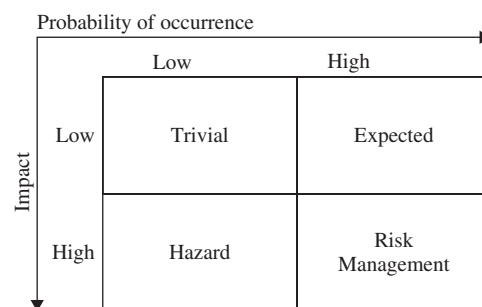 Probability of occurrence
Low High
Low Trivial Expected
Impact
High Hazard Risk
Management